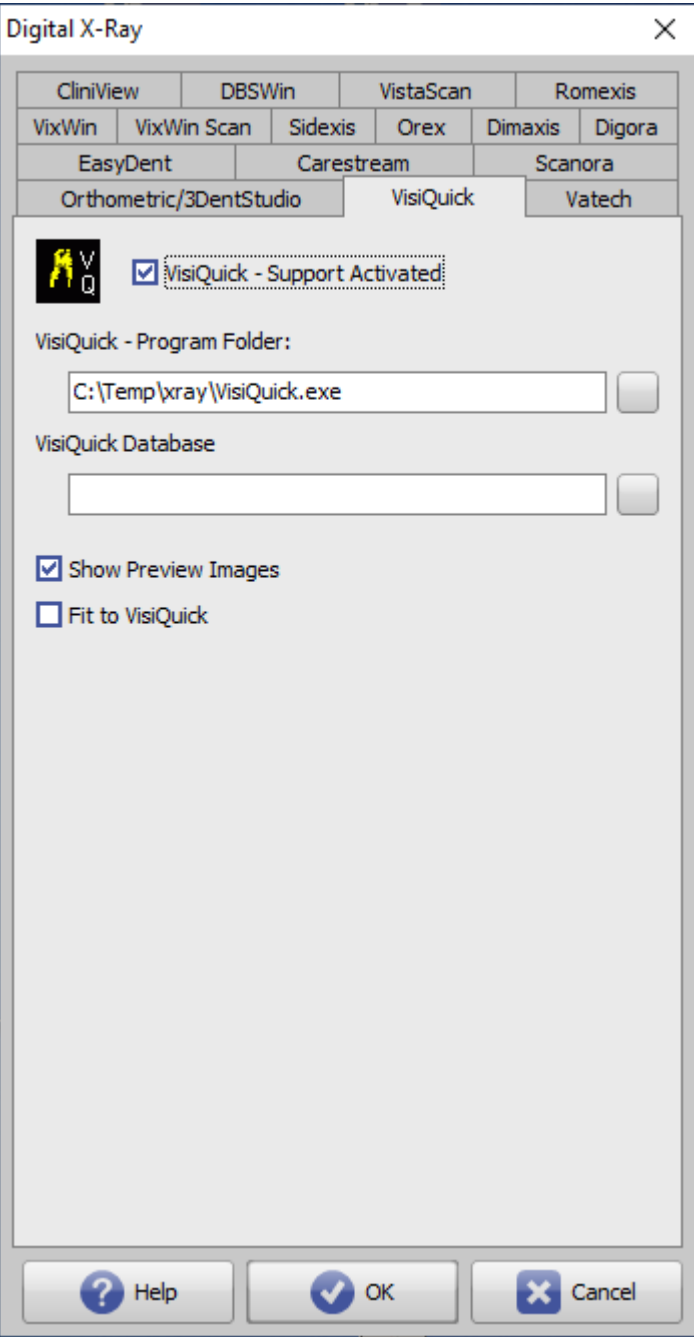 Digital X-Ray
CliniView DBSWin VistaScan Romexis
VixWin VixWin Scan Sidexis Orex Dimaxis Digora
EasyDent Carestream Scanora
Orthometric/3DentStudio VisiQuick Vatech
V
Q
VisiQuick - Support Activated
VisiQuick - Program Folder:
C:\Temp\xray\VisiQuick.exe
VisiQuick Database
Show Preview Images
Fit to VisiQuick
? Help OK Cancel